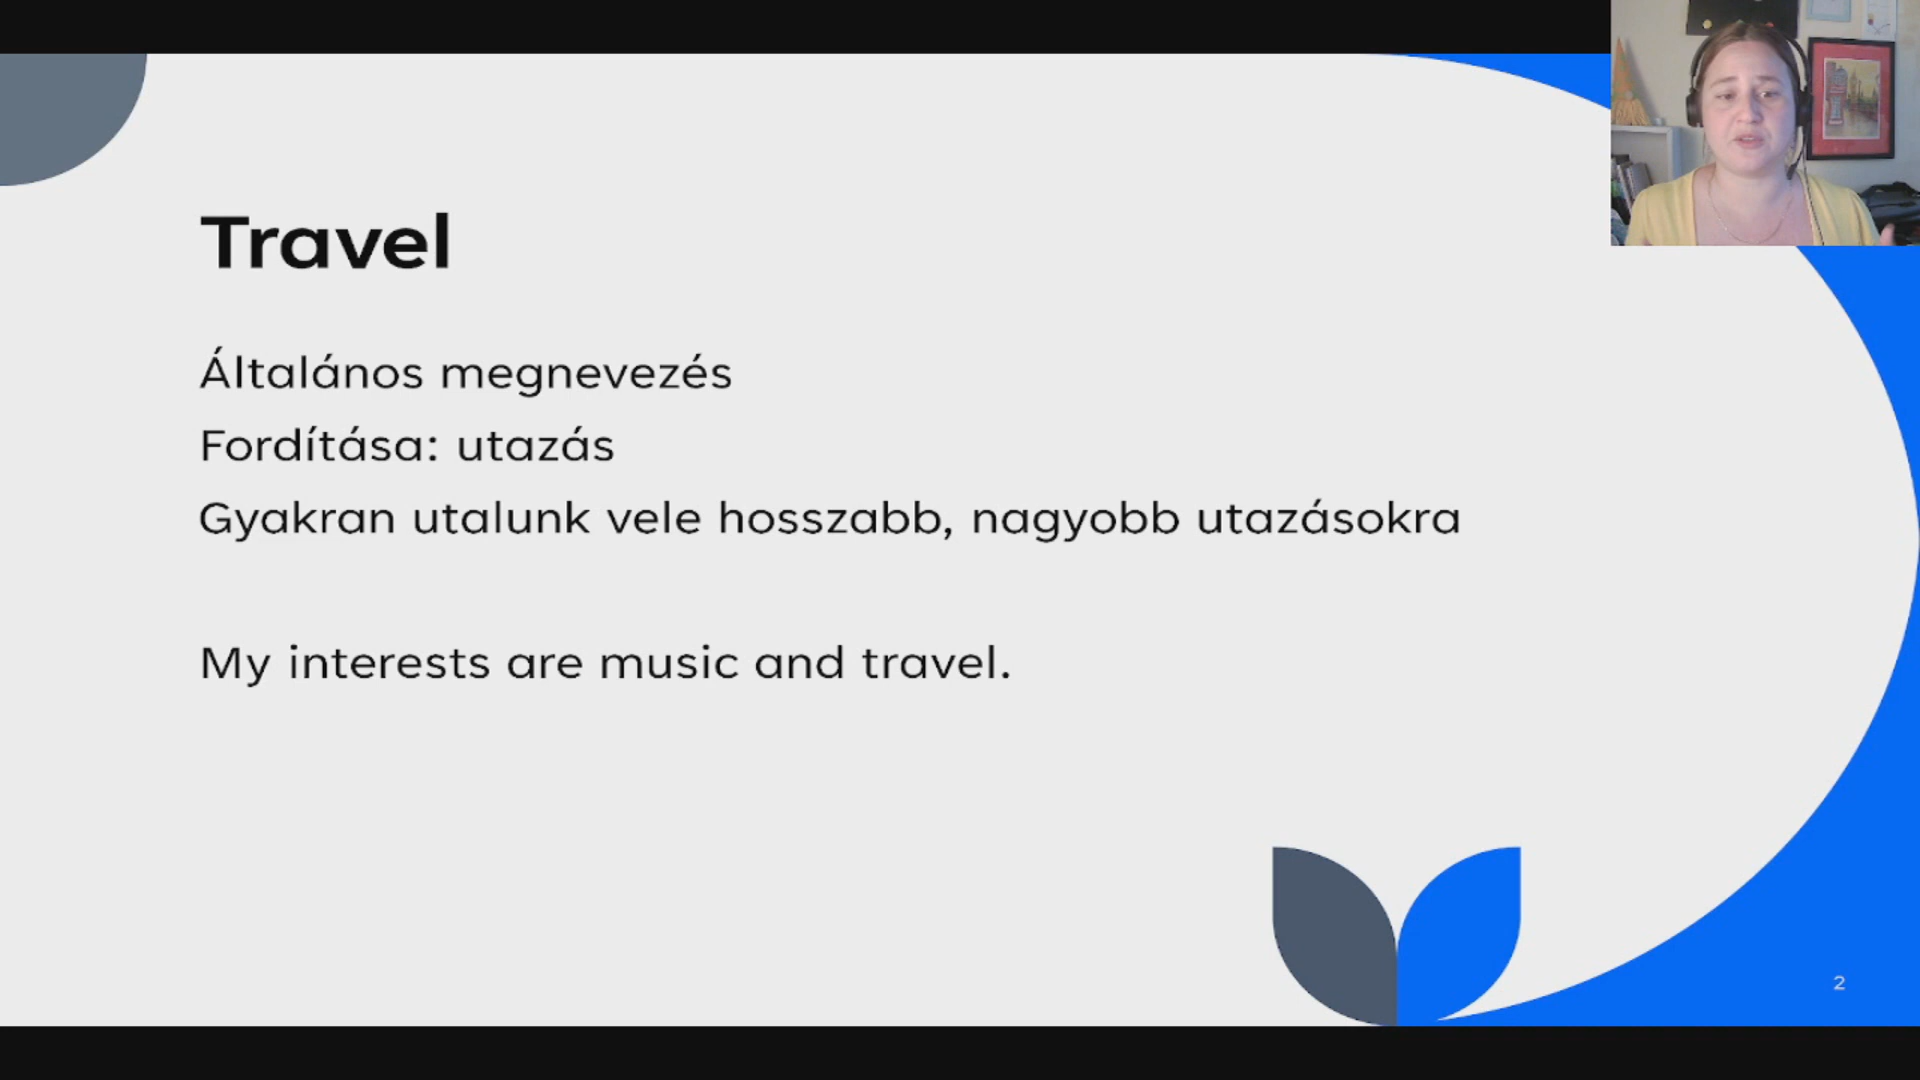 Travel
Általános megnevezés
Fordítása: utazás
Gyakran utalunk vele hosszabb, nagyobb utazásokra
My interests are music and travel.
2